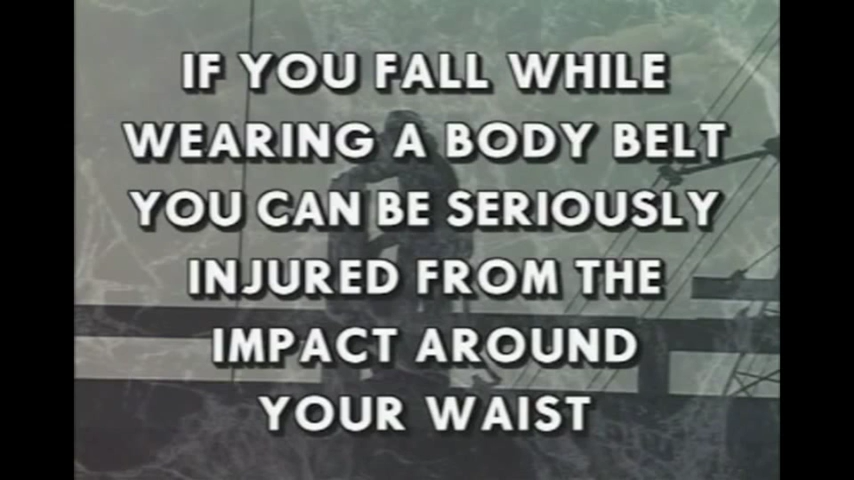 IF YOU FALL WHILE
WEARING A BODY BELT
YOU CAN BE SERIOUSLY
INJURED FROM THE
IMPACT AROUND
YOUR WAIST